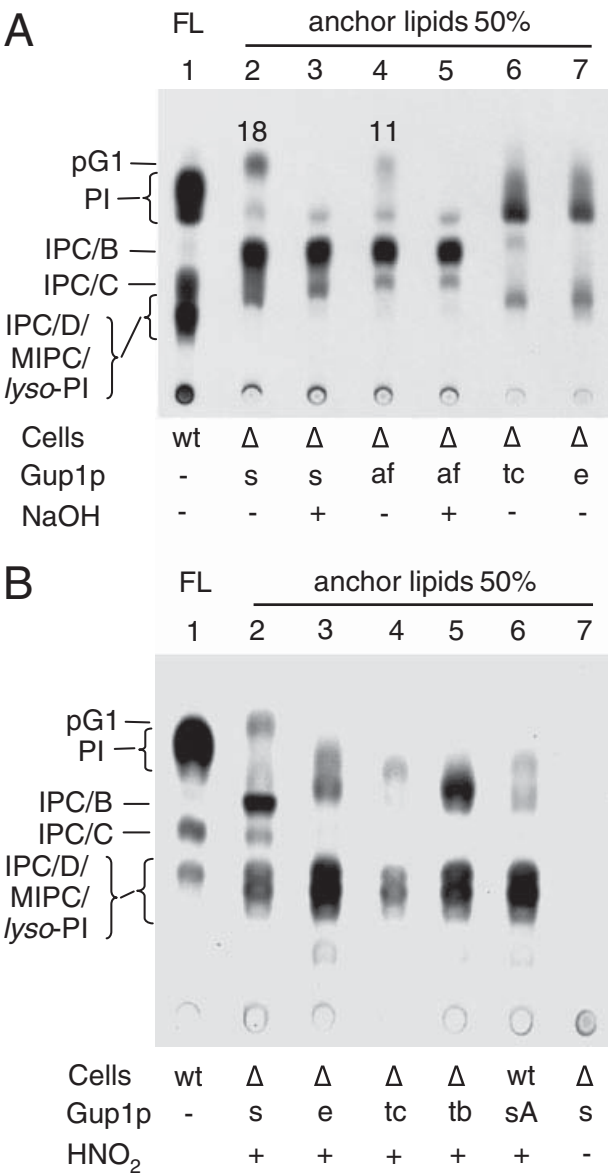 A
FL anchor lipids 50%
1 2 3 4 5 6 7
18 11
pG1
PI
IPC/B
IPC/C
IPC/D/
MIPC/
lyso-PI
Cells wt Δ Δ Δ Δ Δ Δ
Gup1p - s s af af tc e
NaOH - - + - + - -
B
FL anchor lipids 50%
1 2 3 4 5 6 7
pG1
PI
IPC/B
IPC/C
IPC/D/
MIPC/
lyso-PI
Cells wt Δ Δ Δ Δ wt Δ
Gup1p - s e tc tb sA s
HNO₂ + + + + + -